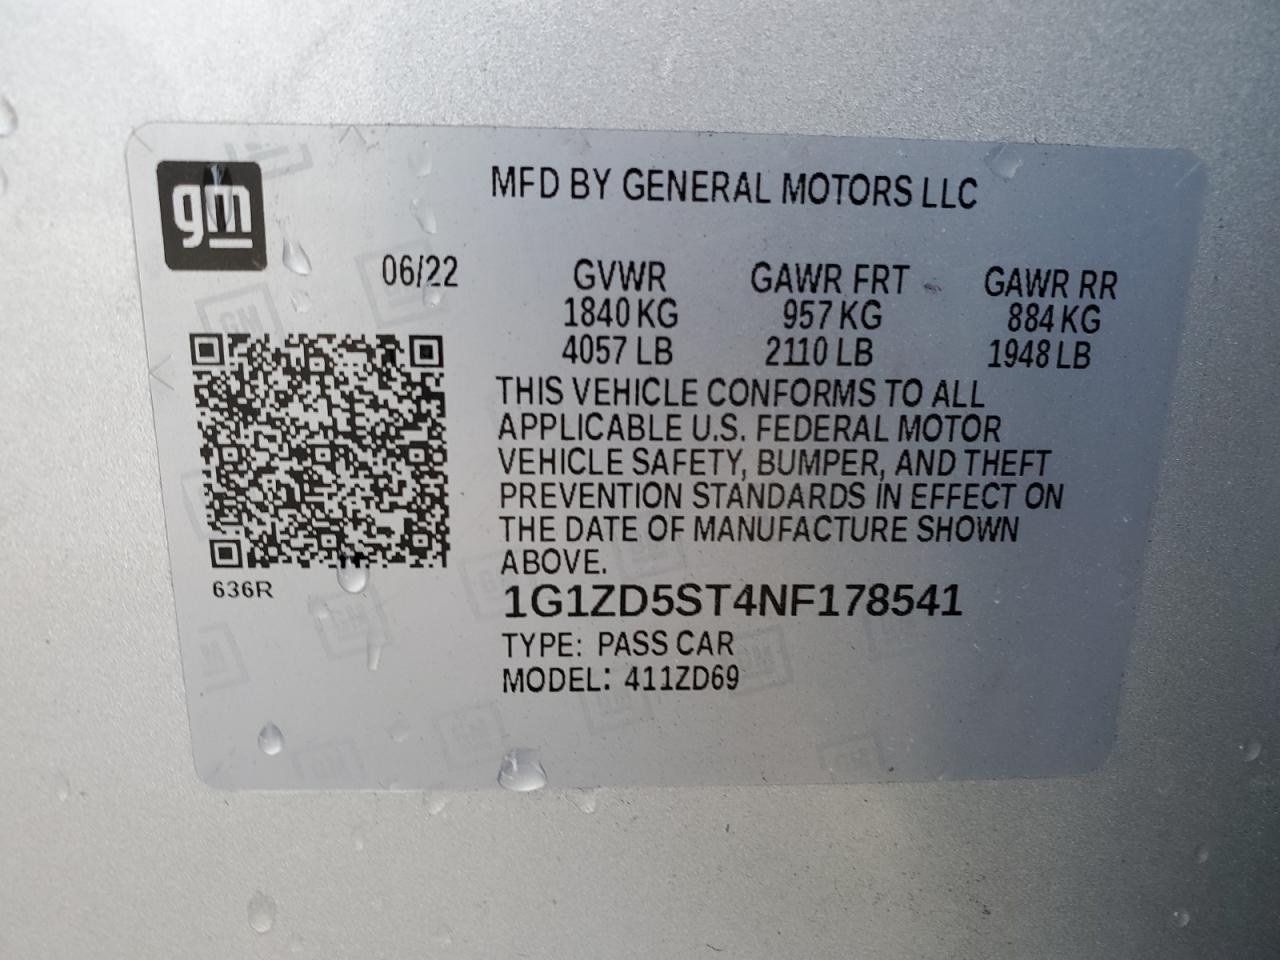 gm
MFD BY GENERAL MOTORS LLC
06/22
GVWR GAWR FRT GAWR RR
1840 KG 957 KG 884 KG
4057 LB 2110 LB 1948 LB
THIS VEHICLE CONFORMS TO ALL
APPLICABLE U.S. FEDERAL MOTOR
VEHICLE SAFETY, BUMPER, AND THEFT
PREVENTION STANDARDS IN EFFECT ON
THE DATE OF MANUFACTURE SHOWN
ABOVE.
636R
1G1ZD5ST4NF178541
TYPE: PASS CAR
MODEL: 411ZD69